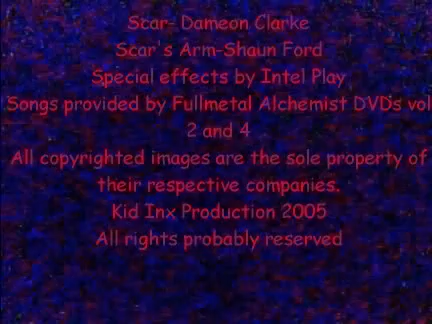 Scar- Dameon Clarke
Scar's Arm-Shaun Ford
Special effects by Intel Play
Songs provided by Fullmetal Alchemist DVDs vol
2 and 4
All copyrighted images are the sole property of
their respective companies.
Kid Inx Production 2005
All rights probably reserved